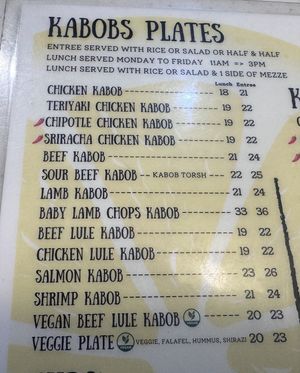 KABOBS PLATES
ENTREE SERVED WITH RICE OR SALAD OR HALF & HALF
LUNCH SERVED MONDAY TO FRIDAY 11AM => 3PM
LUNCH SERVED WITH RICE OR SALAD & 1 SIDE OF MEZZE
Lunch Entree
CHICKEN KABOB 18 21
TERIYAKI CHICKEN KABOB 19 22
CHIPOTLE CHICKEN KABOB 19 22
SRIRACHA CHICKEN KABOB 19 22
BEEF KABOB 21 24
SOUR BEEF KABOB - KABOB TORSH 22 25
LAMB KABOB 21 24
BABY LAMB CHOPS KABOB 33 36
BEEF LULE KABOB 19 22
CHICKEN LULE KABOB 19 22
SALMON KABOB 23 26
SHRIMP KABOB 21 24
VEGAN BEEF LULE KABOB 20 23
VEGGIE PLATE VEGGIE, FALAFEL, HUMMUS, SHIRAZI 20 23